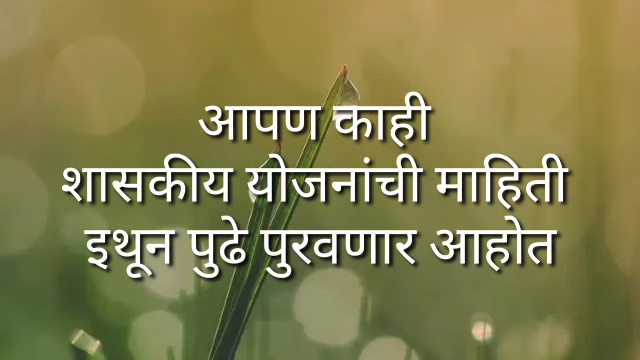 आपण काही
शासकीय योजनांची माहिती
इथून पुढे पुरवणार आहोत